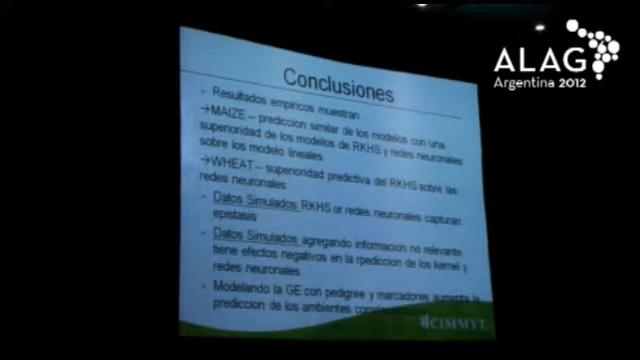 ALAG
Argentina 2012
Conclusiones
Resultados empiricos muestran
→MAIZE – prediccion similar de los modelos con una
superioridad de los modelos de RKHS y redes neuronales
sobre los modelo lineales
→WHEAT – superioridad predictiva del RKHS sobre las
redes neuronales
Datos Simulados RKHS or redes neuronales capturan
epistasis
Datos Simulados agregando informacion no relevante
tiene efectos negativos en la rpediccion de los kernel y
redes neuronales
Modelando la GE con pedigree y marcadores aumenta la
prediccion de los ambientes
CIMMYT